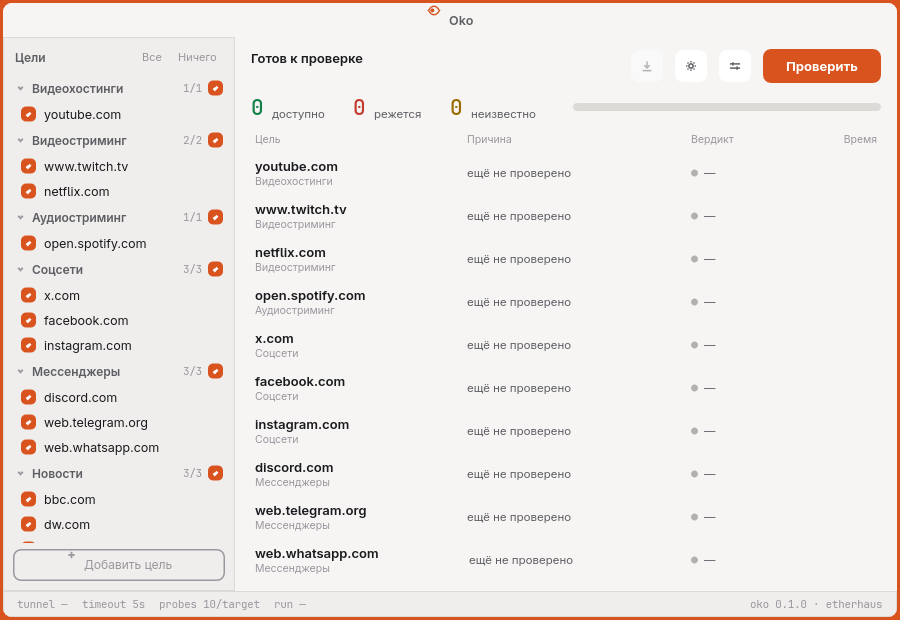 Oko
Цели Все Ничего
Видеохостинги 1/1
youtube.com
Видеостриминг 2/2
www.twitch.tv
netflix.com
Аудиостриминг 1/1
open.spotify.com
Соцсети 3/3
x.com
facebook.com
instagram.com
Мессенджеры 3/3
discord.com
web.telegram.org
web.whatsapp.com
Новости 3/3
bbc.com
dw.com
+ Добавить цель
Готов к проверке
Проверить
0 доступно 0 режется 0 неизвестно
Цель Причина Вердикт Время
youtube.com ещё не проверено —
Видеохостинги
www.twitch.tv ещё не проверено —
Видеостриминг
netflix.com ещё не проверено —
Видеостриминг
open.spotify.com ещё не проверено —
Аудиостриминг
x.com ещё не проверено —
Соцсети
facebook.com ещё не проверено —
Соцсети
instagram.com ещё не проверено —
Соцсети
discord.com ещё не проверено —
Мессенджеры
web.telegram.org ещё не проверено —
Мессенджеры
web.whatsapp.com ещё не проверено —
Мессенджеры
tunnel — timeout 5s probes 10/target run — oko 0.1.0 · etherhaus